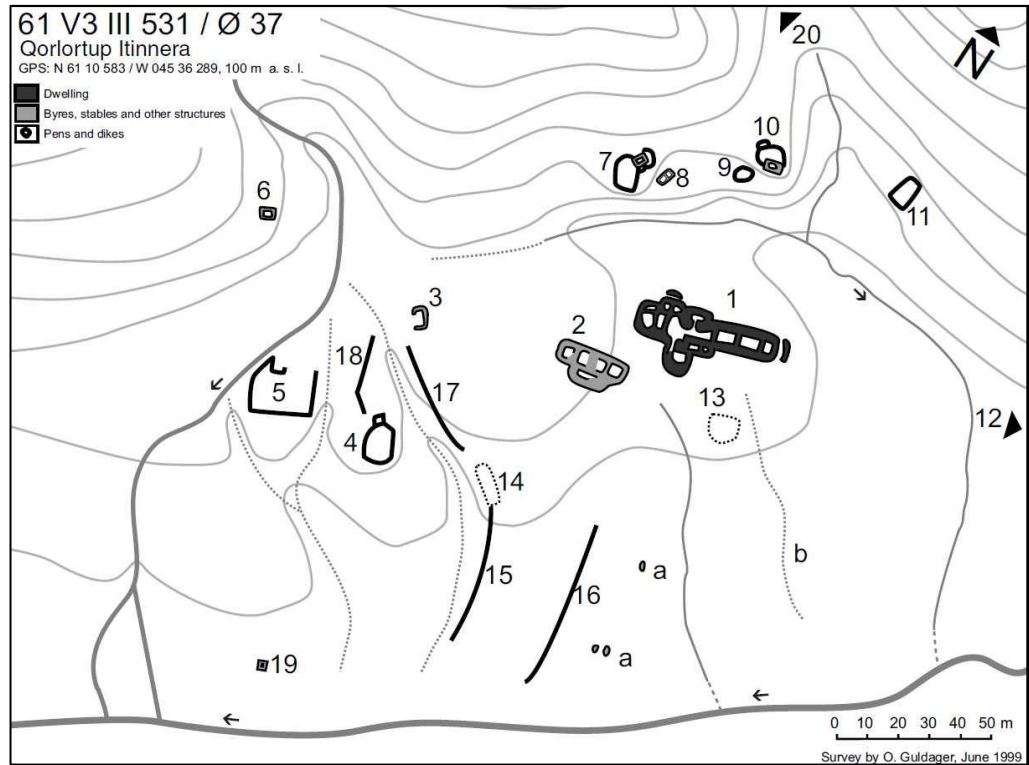 61 V3 III 531 / Ø 37
Qorlortup Itinnera
GPS: N 61 10 583 / W 045 36 289, 100 m a. s. l.
Dwelling
Byres, stables and other structures
Pens and dikes
20
N
10
7
8
9
6
11
3
1
2
18
5
17
13
12
4
14
b
15
a
16
a
19
0 10 20 30 40 50 m
Survey by O. Guldager, June 1999